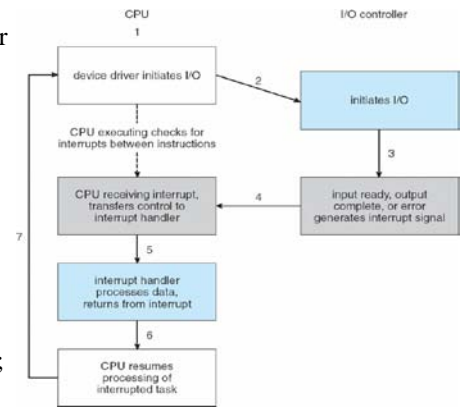 CPU
I/O controller
r
1
device driver initiates I/O
2
initiates I/O
CPU executing checks for
interrupts between instructions
3
CPU receiving interrupt,
transfers control to
interrupt handler
4
input ready, output
complete, or error
generates interrupt signal
7
5
interrupt handler
processes data,
returns from interrupt
6
;
CPU resumes
processing of
interrupted task